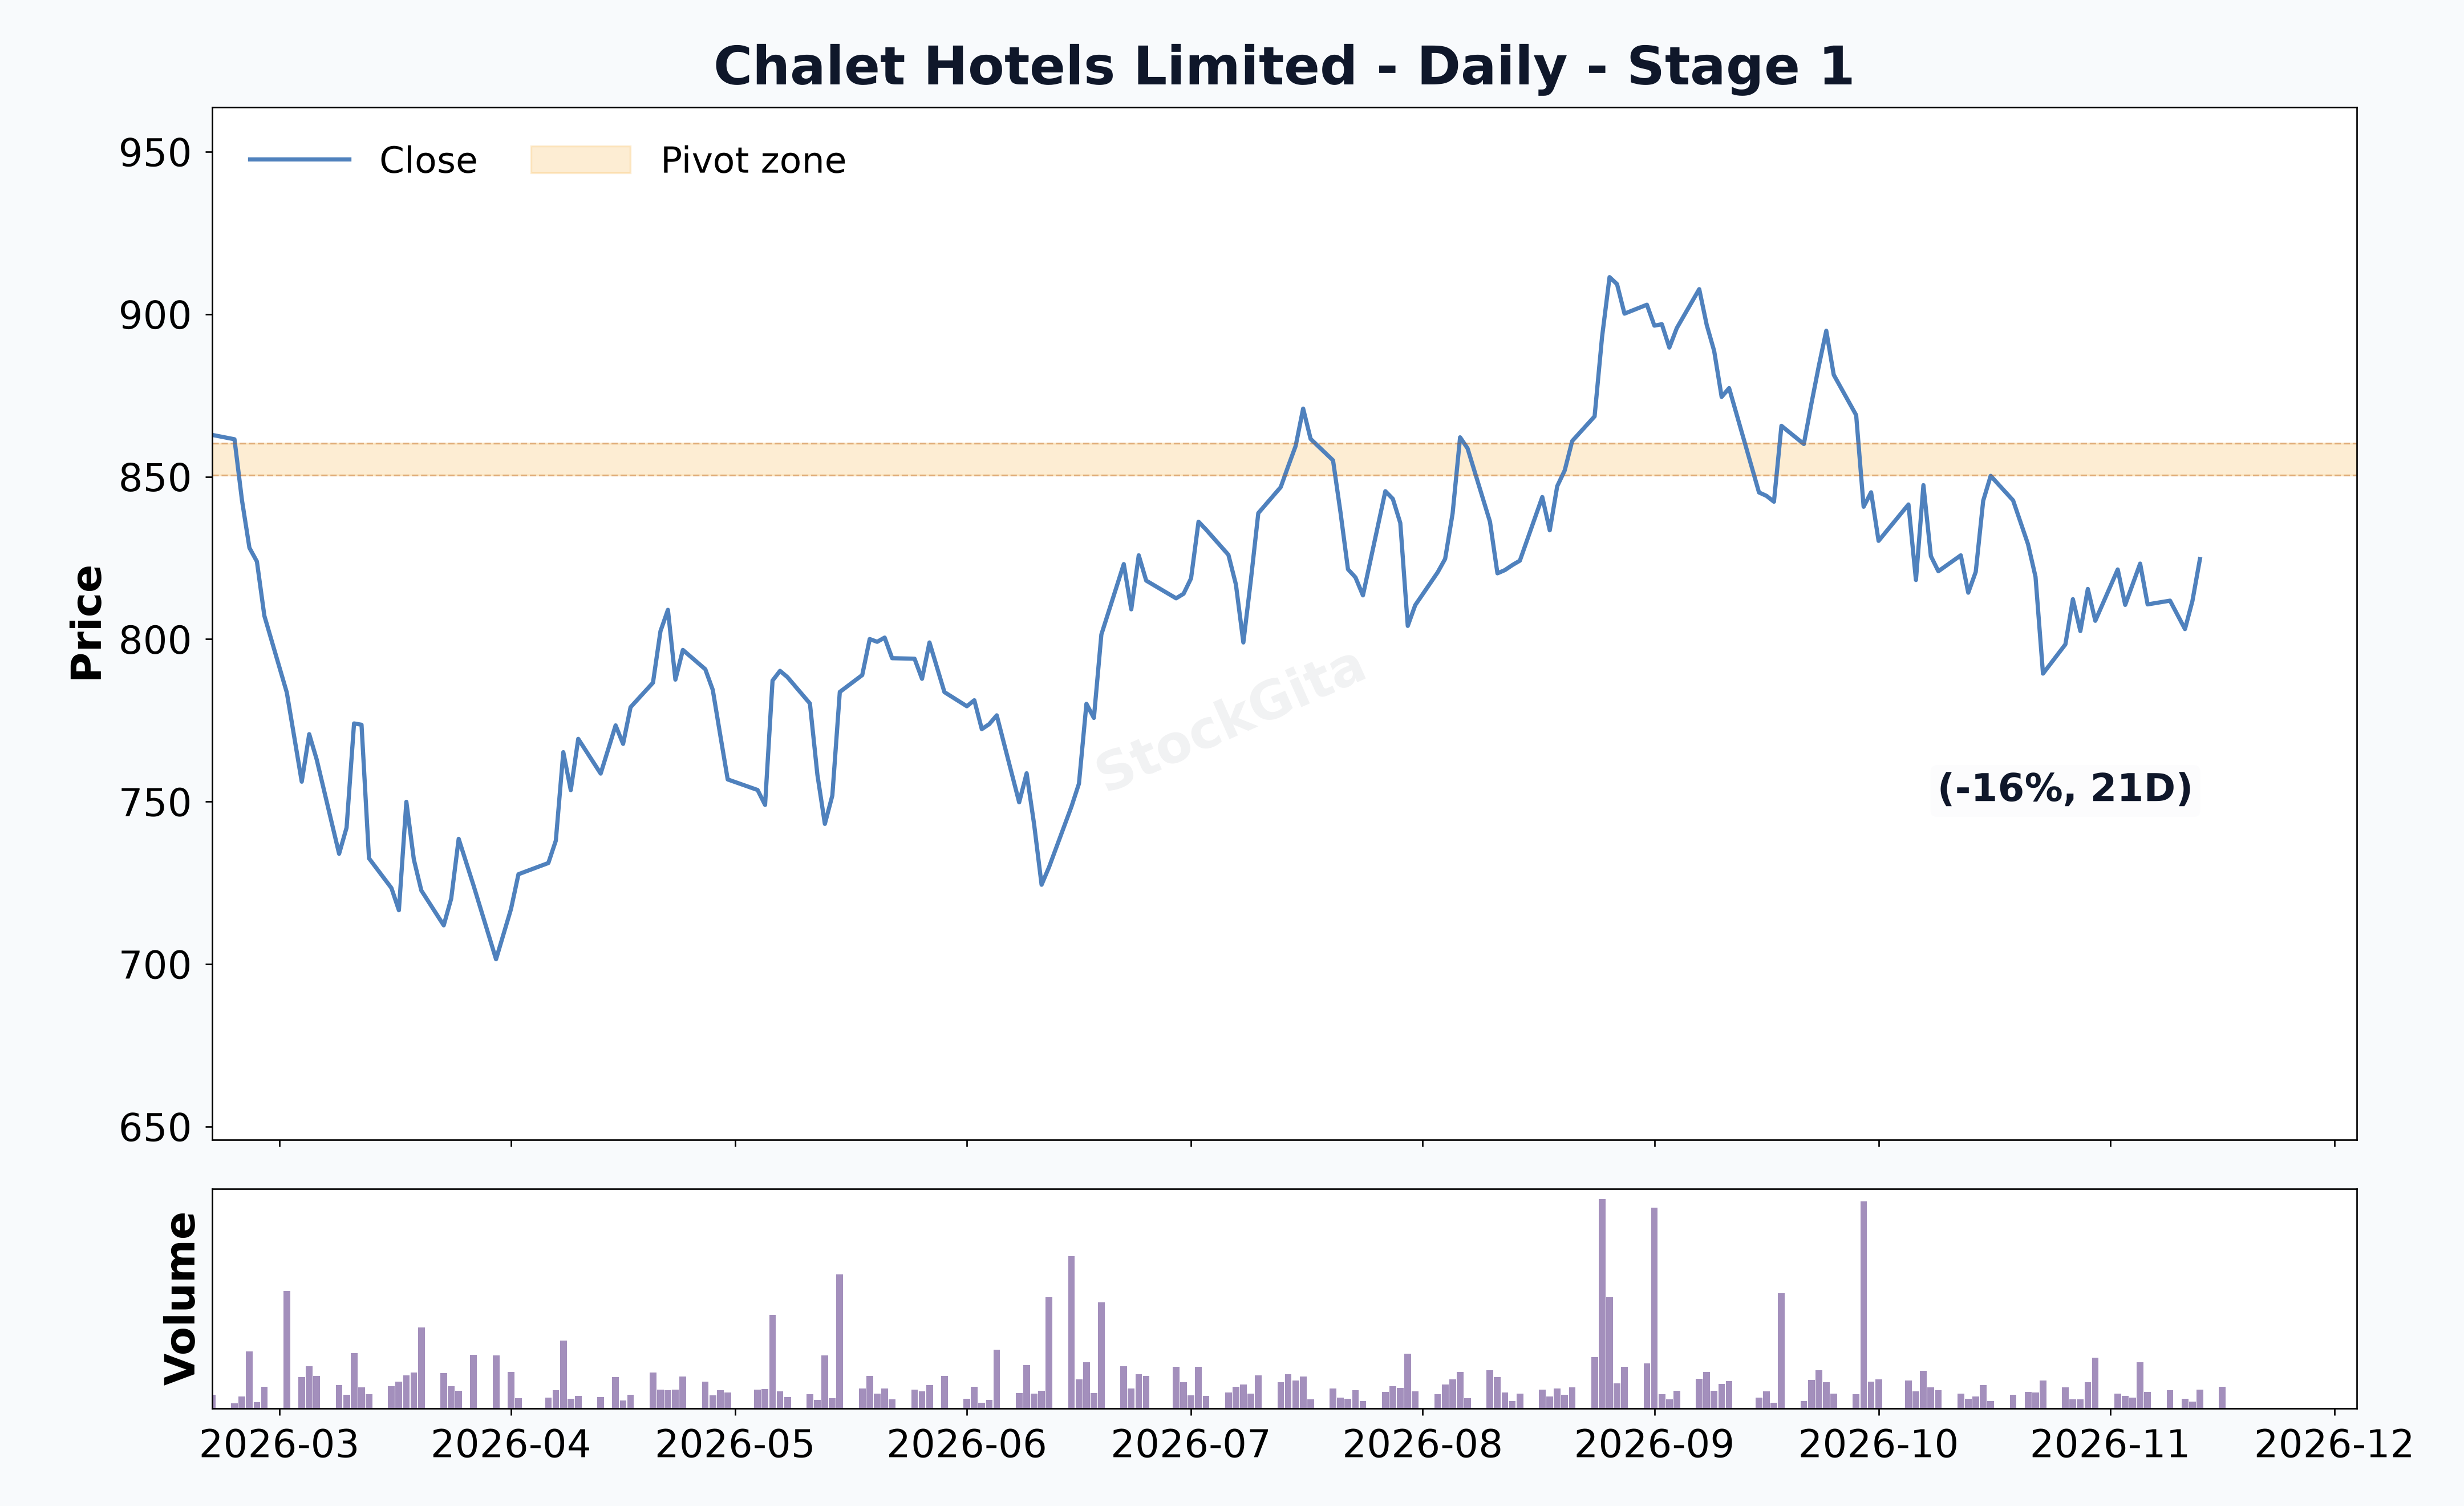 Chalet Hotels Limited - Daily - Stage 1
Close
Pivot zone
Price
950
900
850
800
750
700
650
StockGita
(-16%, 21D)
Volume
2026-03
2026-04
2026-05
2026-06
2026-07
2026-08
2026-09
2026-10
2026-11
2026-12